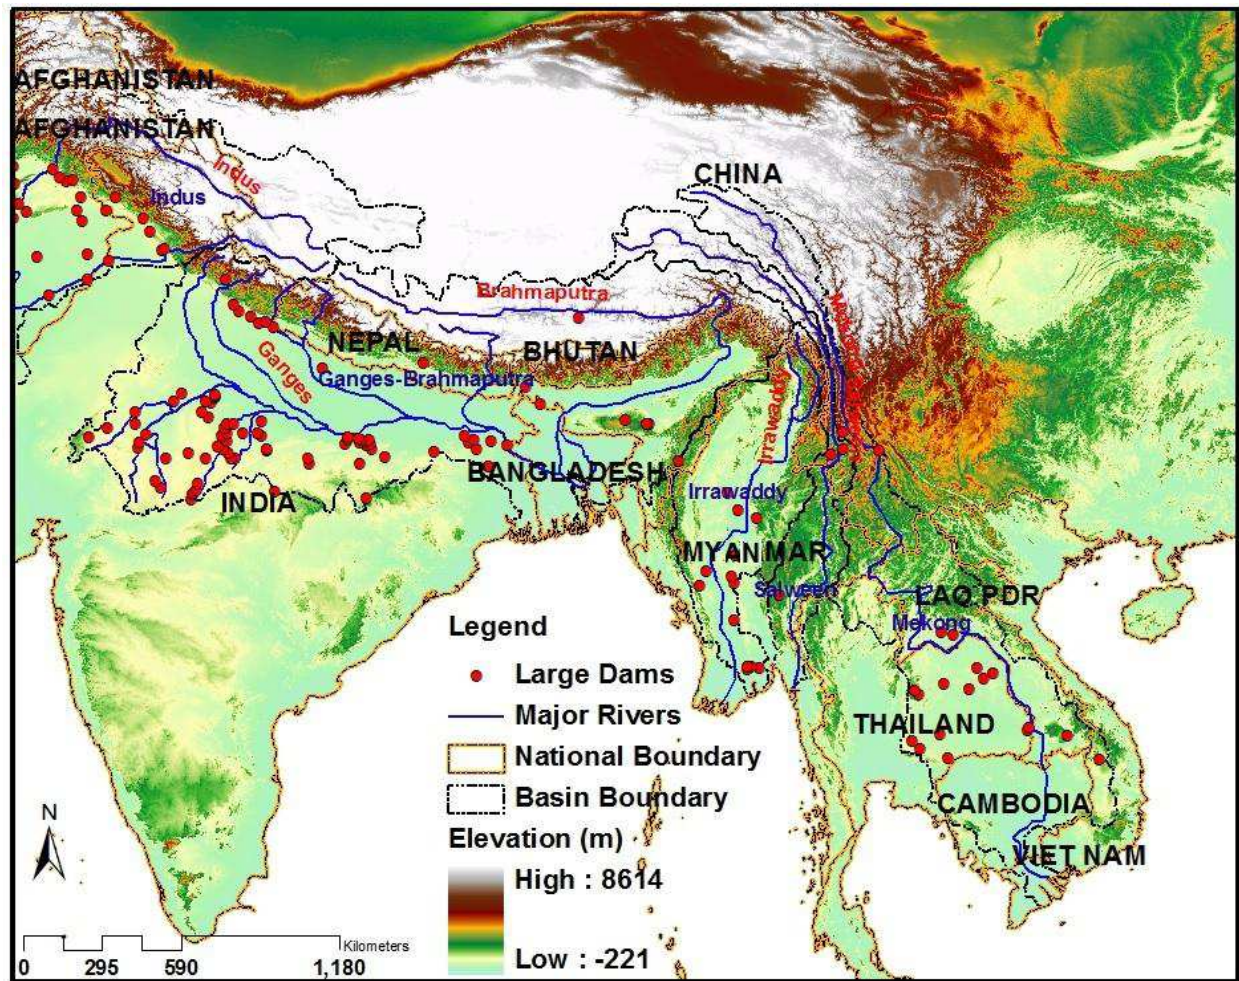 AFGHANISTAN
AFGHANISTAN
Indus
Indus
CHINA
Brahmaputra
NEPAL
BHUTAN
Ganges
Ganges-Brahmaputra
Irrawaddy
BANGLADESH
INDIA
Irrawaddy
MYANMAR
Salween
LAO PDR
Mekong
THAILAND
CAMBODIA
VIET NAM
Legend
Large Dams
Major Rivers
National Boundary
Basin Boundary
Elevation (m)
High : 8614
Low : -221
N
Kilometers
0 295 590 1,180